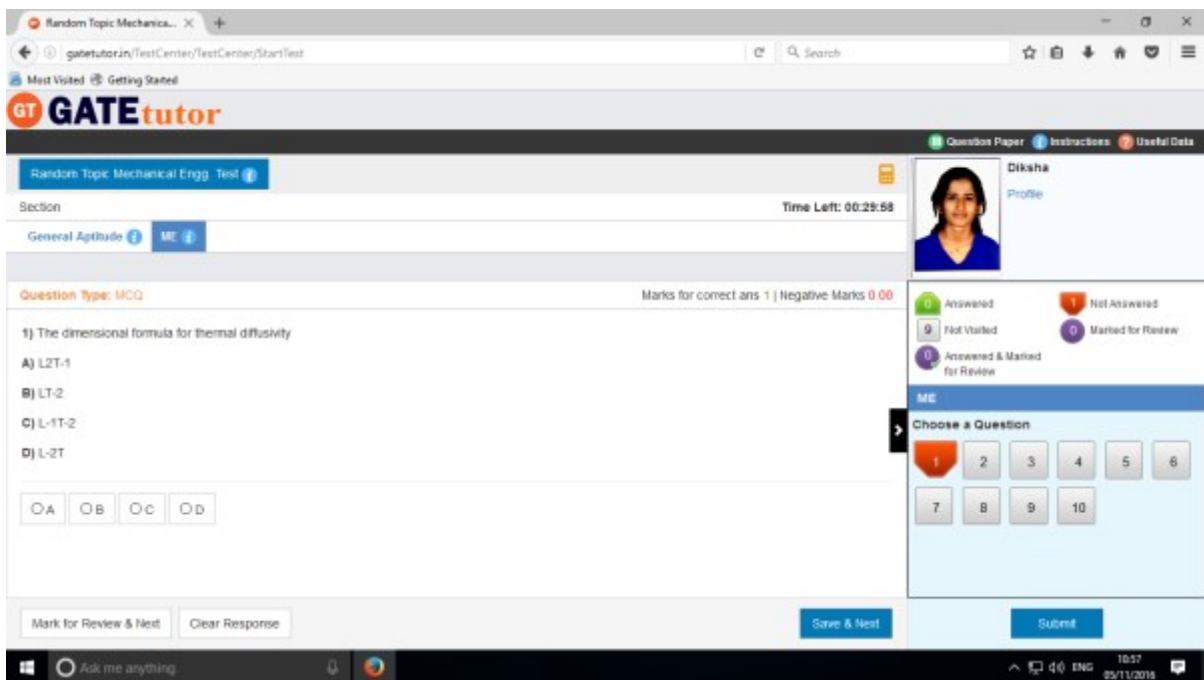 Random Topic Mechanica...
gatetutor.in/TestCenter/TestCenter/StartTest
Search
Most Visited Getting Started
GT GATEtutor
Question Paper Instructions Useful Data
Random Topic Mechanical Engg. Test
Diksha
Profile
Section Time Left: 00:29:58
General Aptitude ME
Question Type: MCQ Marks for correct ans 1 | Negative Marks 0.00
1) The dimensional formula for thermal diffusivity
A) L2T-1
B) LT-2
C) L-1T-2
D) L-2T
A B C D
Mark for Review & Next Clear Response Save & Next
0 Answered 1 Not Answered
9 Not Visited 0 Marked for Review
0 Answered & Marked
for Review
ME
Choose a Question
1 2 3 4 5 6
7 8 9 10
Submit
Ask me anything
ENG 10:57
05/11/2016